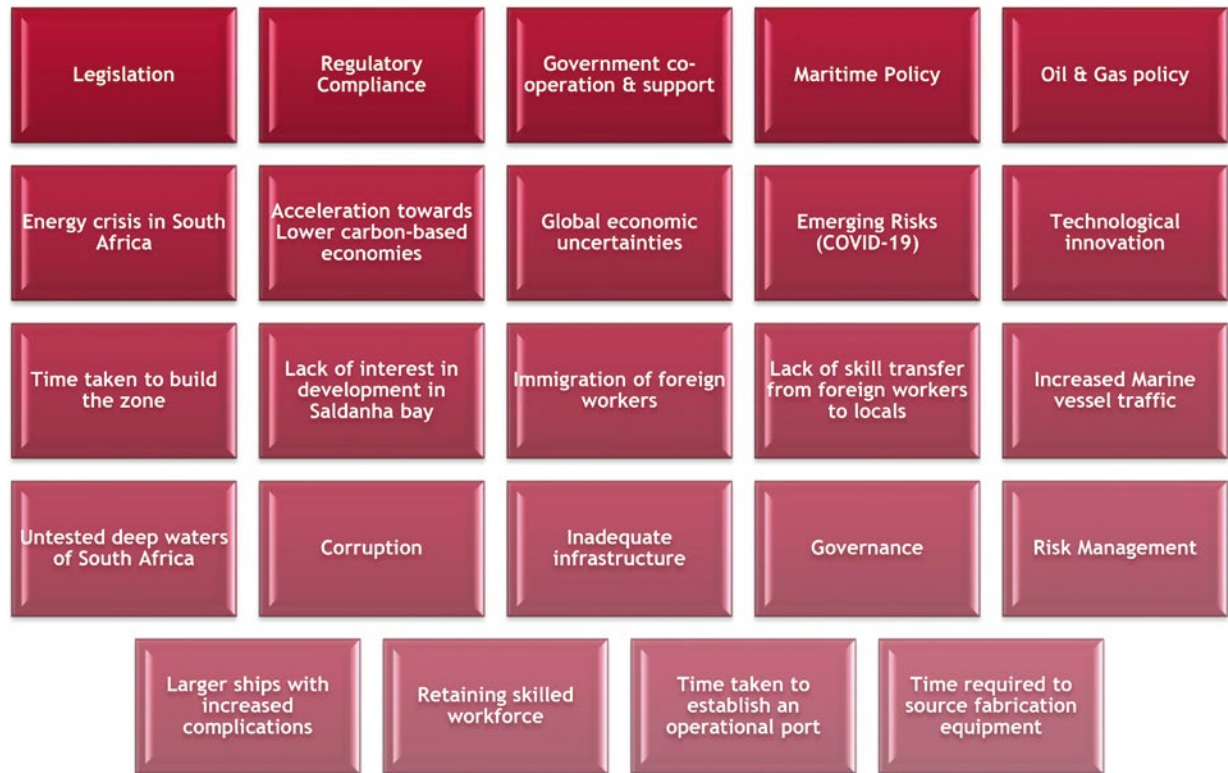 Legislation
Regulatory
Compliance
Government co-
operation & support
Maritime Policy
Oil & Gas policy
Energy crisis in South
Africa
Acceleration towards
Lower carbon-based
economies
Global economic
uncertainties
Emerging Risks
(COVID-19)
Technological
innovation
Time taken to build
the zone
Lack of interest in
development in
Saldanha bay
Immigration of foreign
workers
Lack of skill transfer
from foreign workers
to locals
Increased Marine
vessel traffic
Untested deep waters
of South Africa
Corruption
Inadequate
infrastructure
Governance
Risk Management
Larger ships with
increased
complications
Retaining skilled
workforce
Time taken to
establish an
operational port
Time required to
source fabrication
equipment